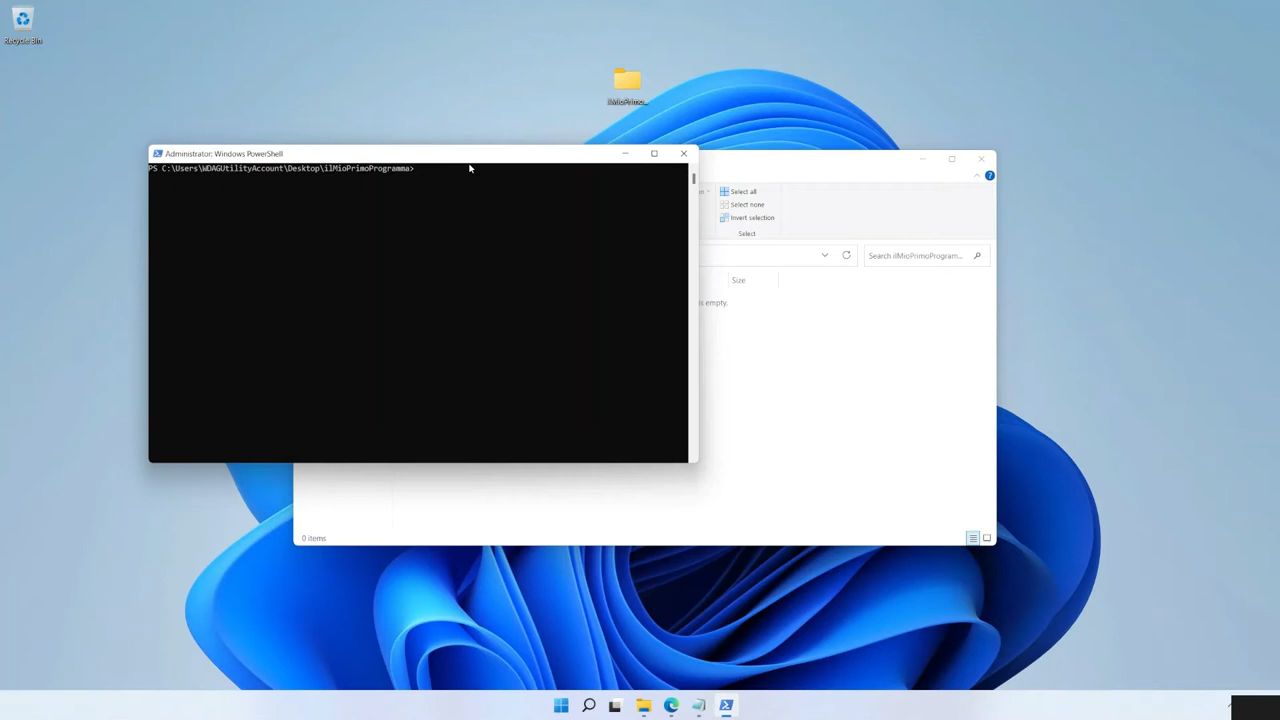 Recycle Bin
ilMioPrimo...
Administrator: Windows PowerShell
PS C:\Users\WDAGUtilityAccount\Desktop\ilMioPrimoProgramma>
Select all
Select none
Invert selection
Select
Search ilMioPrimoProgram...
Size
is empty.
0 items